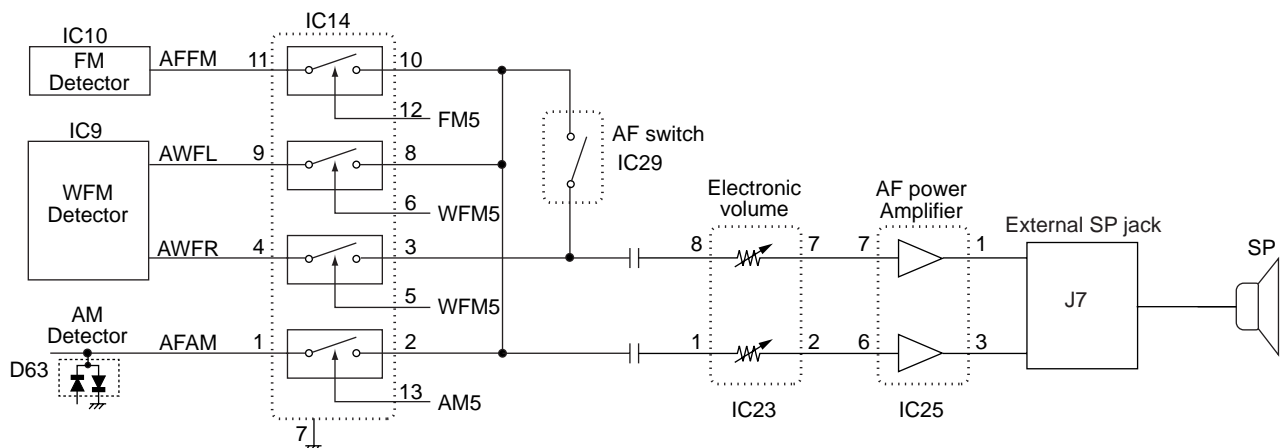 IC14
IC10
FM
Detector
AFFM
11
10
12
FM5
IC9
WFM
Detector
AWFL
9
8
6
WFM5
AWFR
4
3
5
WFM5
AM
Detector
AFAM
1
2
D63
13
AM5
7
AF switch
IC29
Electronic
volume
8
7
1
2
IC23
AF power
Amplifier
7
1
6
3
IC25
External SP jack
J7
SP